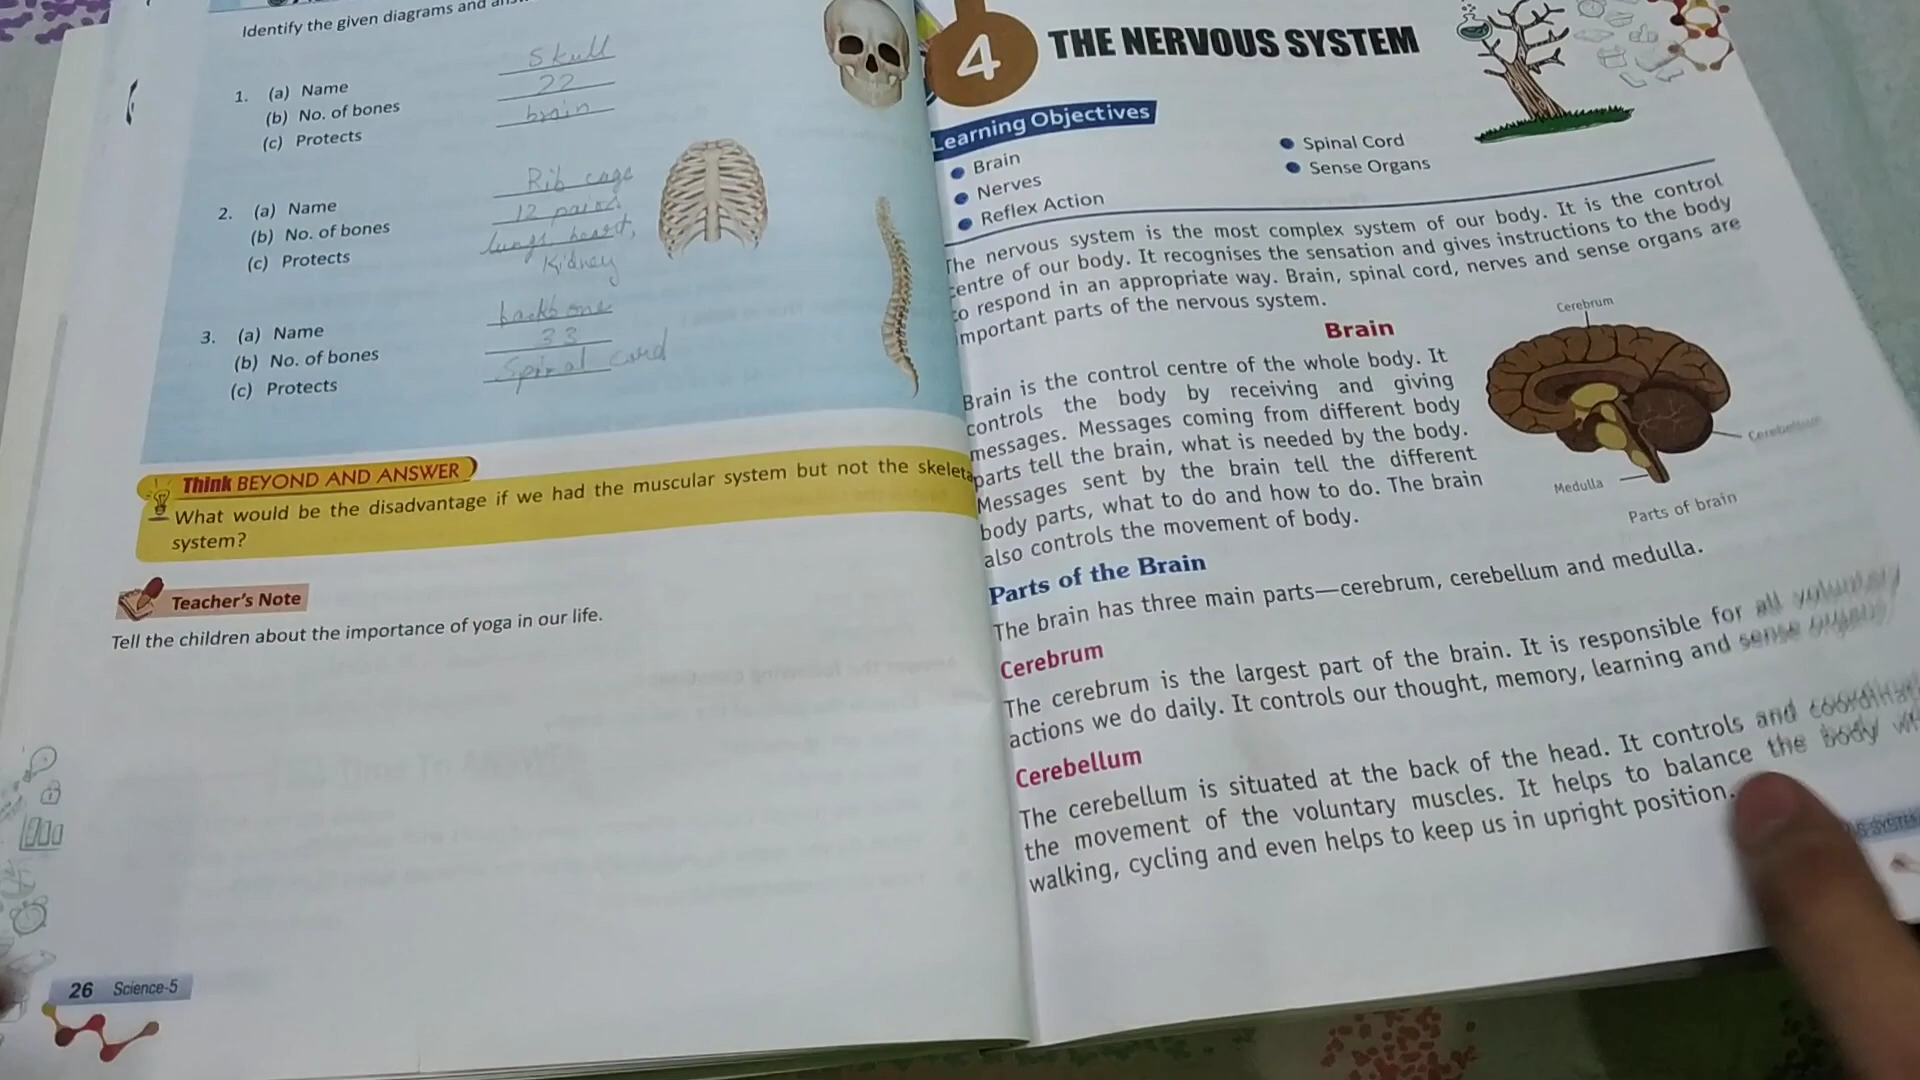 Identify the given diagrams and
1. (a) Name
Skull
(b) No. of bones
22
(c) Protects
brain
2. (a) Name
Rib cage
(b) No. of bones
12 pairs
(c) Protects
lungs, heart,
Kidney
3. (a) Name
backbone
(b) No. of bones
33
(c) Protects
Spinal cord
Think BEYOND AND ANSWER
What would be the disadvantage if we had the muscular system but not the
system?
Teacher's Note
Tell the children about the importance of yoga in our life.
26 Science-5
4
THE NERVOUS SYSTEM
Learning Objectives
Brain
Nerves
Reflex Action
Spinal Cord
Sense Organs
The nervous system is the most complex system of our body. It is the control
centre of our body. It recognises the sensation and gives instructions to the body
to respond in an appropriate way. Brain, spinal cord, nerves and sense organs are
important parts of the nervous system.
Brain
Brain is the control centre of the whole body. It
controls the body by receiving and giving
messages. Messages coming from different body
parts tell the brain, what is needed by the body.
Messages sent by the brain tell the different
body parts, what to do and how to do. The brain
also controls the movement of body.
Cerebrum
Cerebellum
Medulla
Parts of brain
Parts of the Brain
The brain has three main parts—cerebrum, cerebellum and medulla.
Cerebrum
The cerebrum is the largest part of the brain. It is responsible for all voluntary
actions we do daily. It controls our thought, memory, learning and sense organs
Cerebellum
The cerebellum is situated at the back of the head. It controls and
the movement of the voluntary muscles. It helps to balance the body
walking, cycling and even helps to keep us in upright position.